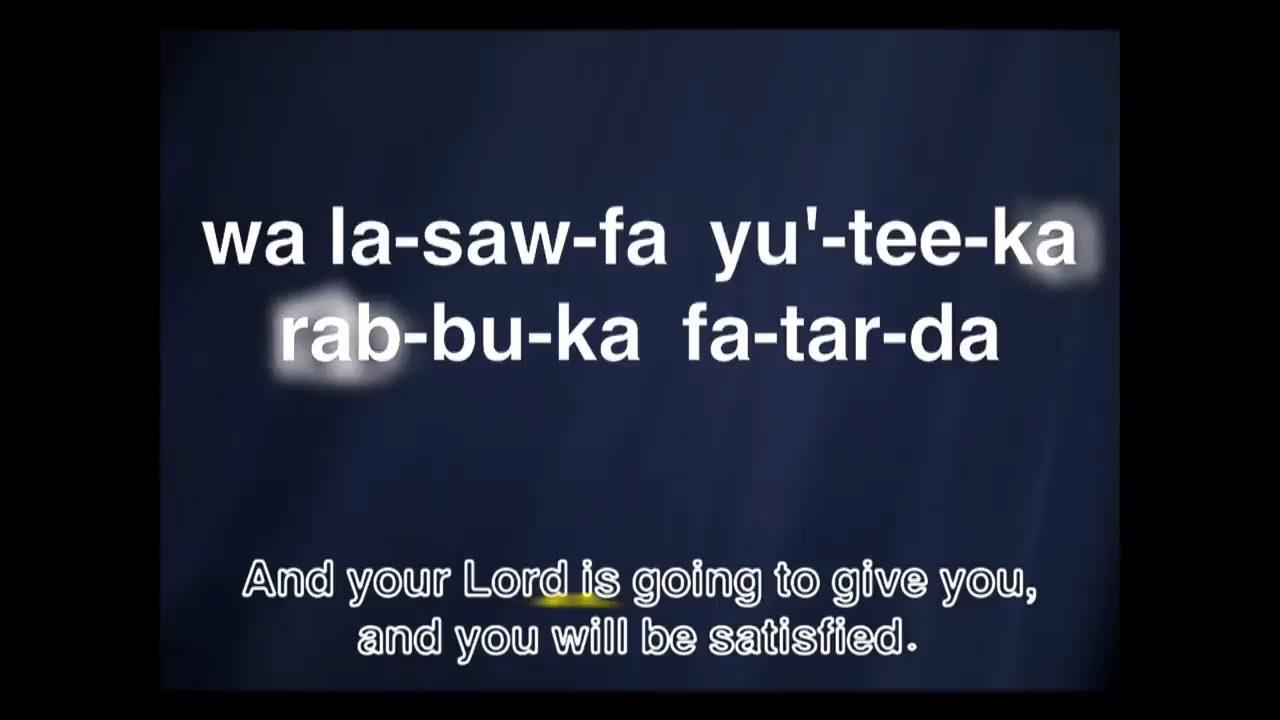 wa la-saw-fa yu'-tee-ka
rab-bu-ka fa-tar-da
And your Lord is going to give you,
and you will be satisfied.